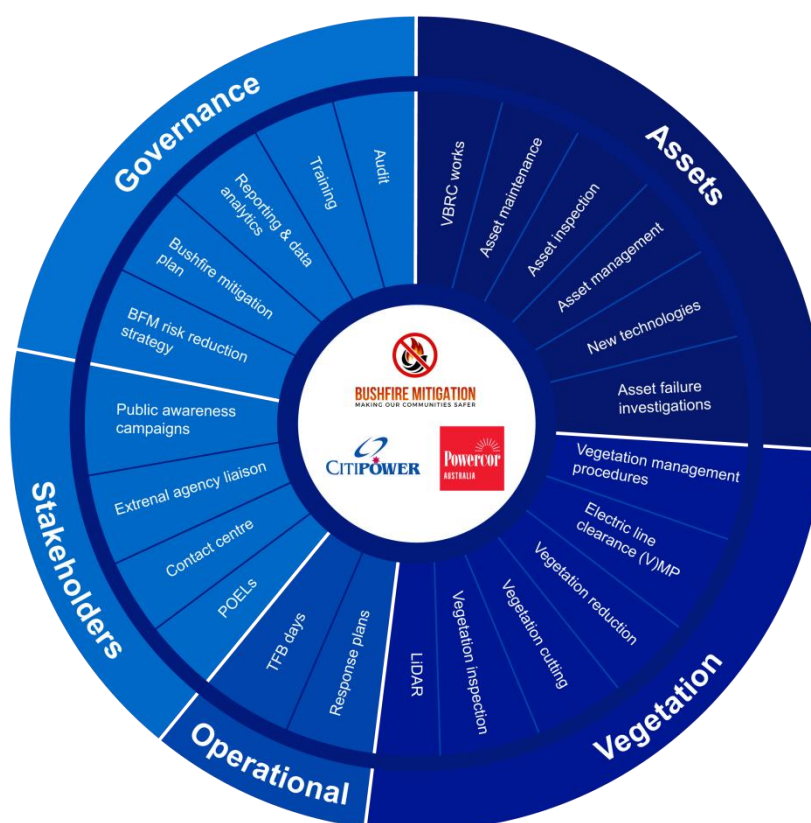 Governance
Audit
Training
Reporting & data
analytics
Bushfire mitigation
plan
BFM risk reduction
strategy
Assets
VBRC works
Asset maintenance
Asset inspection
Asset management
New technologies
Asset failure
investigations
Vegetation
Vegetation management
procedures
Electric line
clearance (V)MP
Vegetation reduction
Vegetation cutting
Vegetation inspection
LiDAR
Operational
Response plans
TFB days
Stakeholders
POELs
Contact centre
Extrenal agency liaison
Public awareness
campaigns
BUSHFIRE MITIGATION
MAKING OUR COMMUNITIES SAFER
CITIPOWER
Powercor
AUSTRALIA